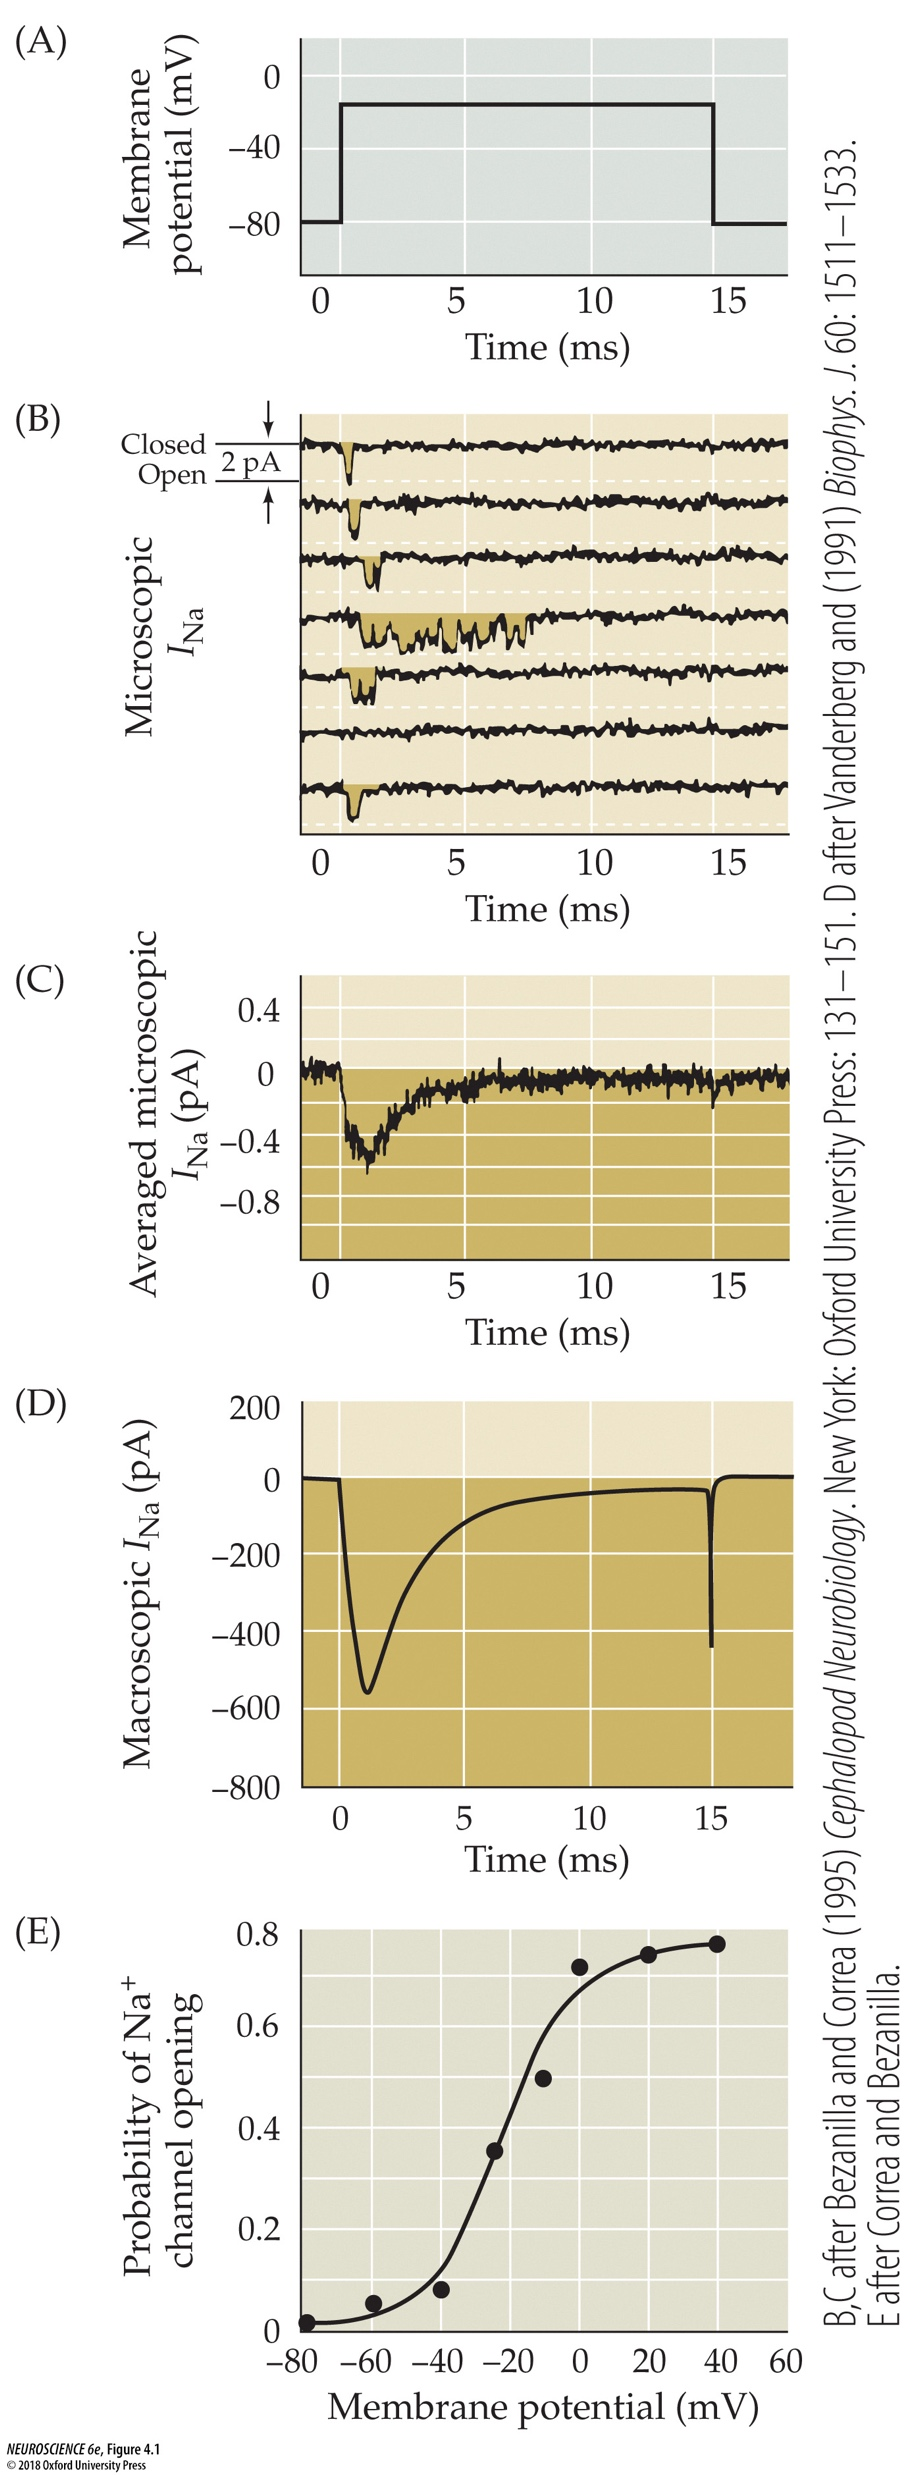 (A)
Membrane
potential (mV)
0
–40
–80
0 5 10 15
Time (ms)
(B)
Closed
Open
2 pA
Microscopic
INa
0 5 10 15
Time (ms)
(C)
Averaged microscopic
INa (pA)
0.4
0
–0.4
–0.8
0 5 10 15
Time (ms)
(D)
Macroscopic INa (pA)
200
0
–200
–400
–600
–800
0 5 10 15
Time (ms)
(E)
Probability of Na+
channel opening
0.8
0.6
0.4
0.2
0
–80 –60 –40 –20 0 20 40 60
Membrane potential (mV)
B,C after Bezanilla and Correa (1995) Cephalopod Neurobiology. New York: Oxford University Press: 131–151. D after Vanderberg and (1991) Biophys. J. 60: 1511–1533.
E after Correa and Bezanilla.
NEUROSCIENCE 6e, Figure 4.1
© 2018 Oxford University Press